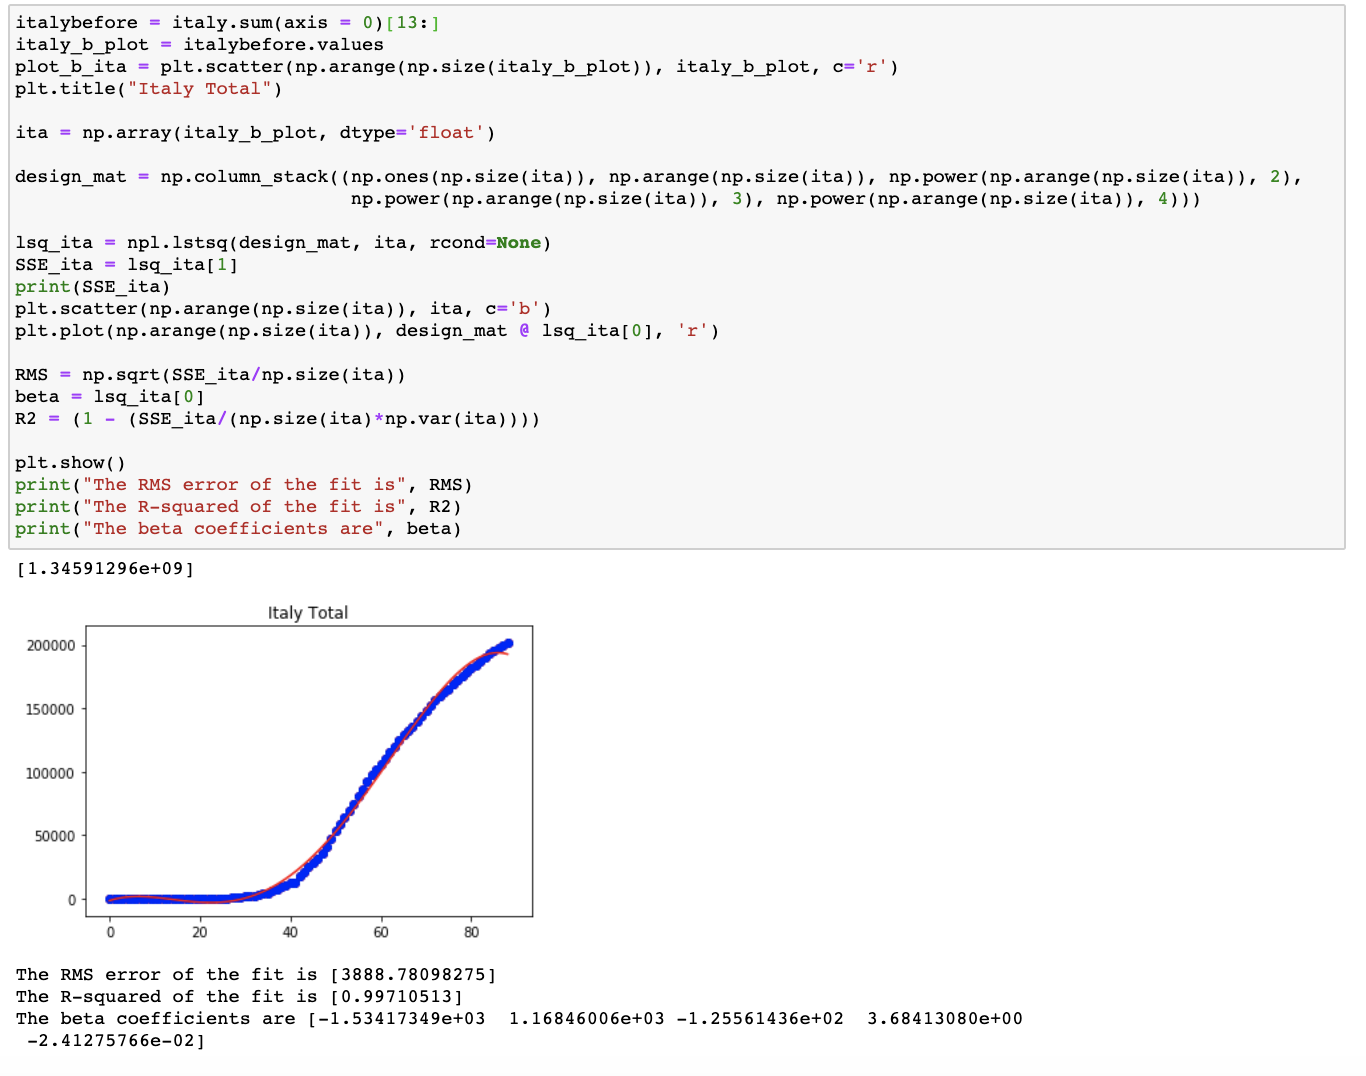 italybefore = italy.sum(axis = 0)[13:]
italy_b_plot = italybefore.values
plot_b_ita = plt.scatter(np.arange(np.size(italy_b_plot)), italy_b_plot, c='r')
plt.title("Italy Total")
ita = np.array(italy_b_plot, dtype='float')
design_mat = np.column_stack((np.ones(np.size(ita)), np.arange(np.size(ita)), np.power(np.arange(np.size(ita)), 2),
np.power(np.arange(np.size(ita)), 3), np.power(np.arange(np.size(ita)), 4)))
lsq_ita = npl.lstsq(design_mat, ita, rcond=None)
SSE_ita = lsq_ita[1]
print(SSE_ita)
plt.scatter(np.arange(np.size(ita)), ita, c='b')
plt.plot(np.arange(np.size(ita)), design_mat @ lsq_ita[0], 'r')
RMS = np.sqrt(SSE_ita/np.size(ita))
beta = lsq_ita[0]
R2 = (1 - (SSE_ita/(np.size(ita)*np.var(ita))))
plt.show()
print("The RMS error of the fit is", RMS)
print("The R-squared of the fit is", R2)
print("The beta coefficients are", beta)
[1.34591296e+09]
Italy Total
200000
150000
100000
50000
0
0 20 40 60 80
The RMS error of the fit is [3888.78098275]
The R-squared of the fit is [0.99710513]
The beta coefficients are [-1.53417349e+03 1.16846006e+03 -1.25561436e+02 3.68413080e+00
-2.41275766e-02]